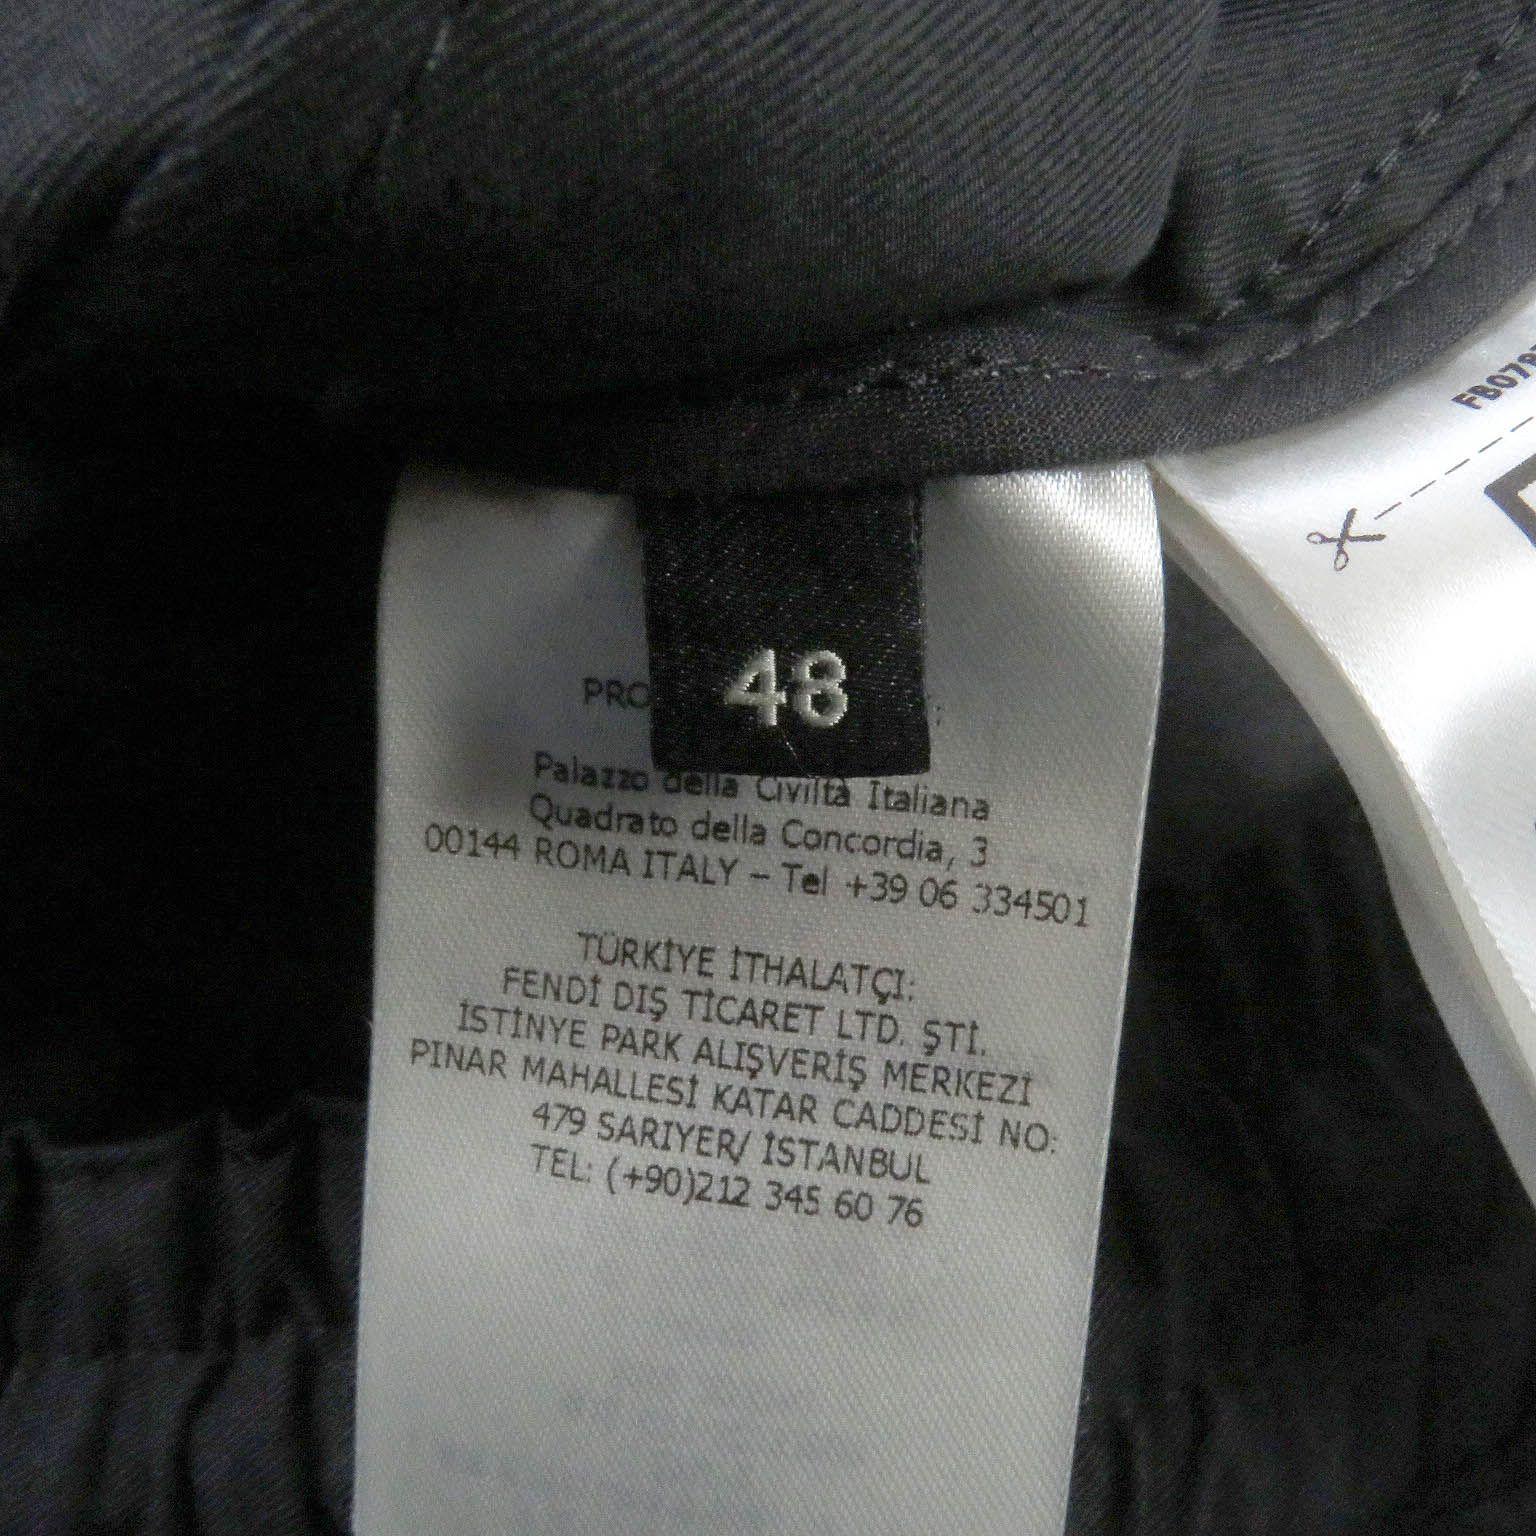 48
Palazzo della Civiltà Italiana
Quadrato della Concordia, 3
00144 ROMA ITALY – Tel +39 06 334501
TÜRKİYE İTHALATÇI:
FENDİ DIŞ TİCARET LTD. ŞTİ.
İSTİNYE PARK ALIŞVERİŞ MERKEZİ
PINAR MAHALLESİ KATAR CADDESİ NO:
479 SARIYER/ İSTANBUL
TEL: (+90)212 345 60 76